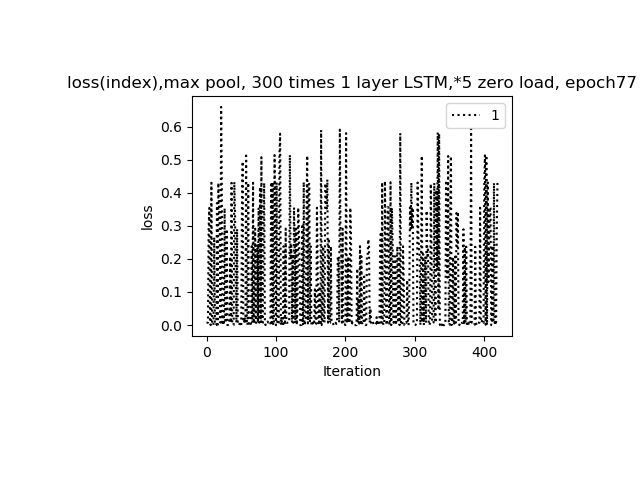 loss(index),max pool, 300 times 1 layer LSTM,*5 zero load, epoch77
1
0.6
0.5
0.4
0.3
0.2
0.1
0.0
loss
0 100 200 300 400
Iteration